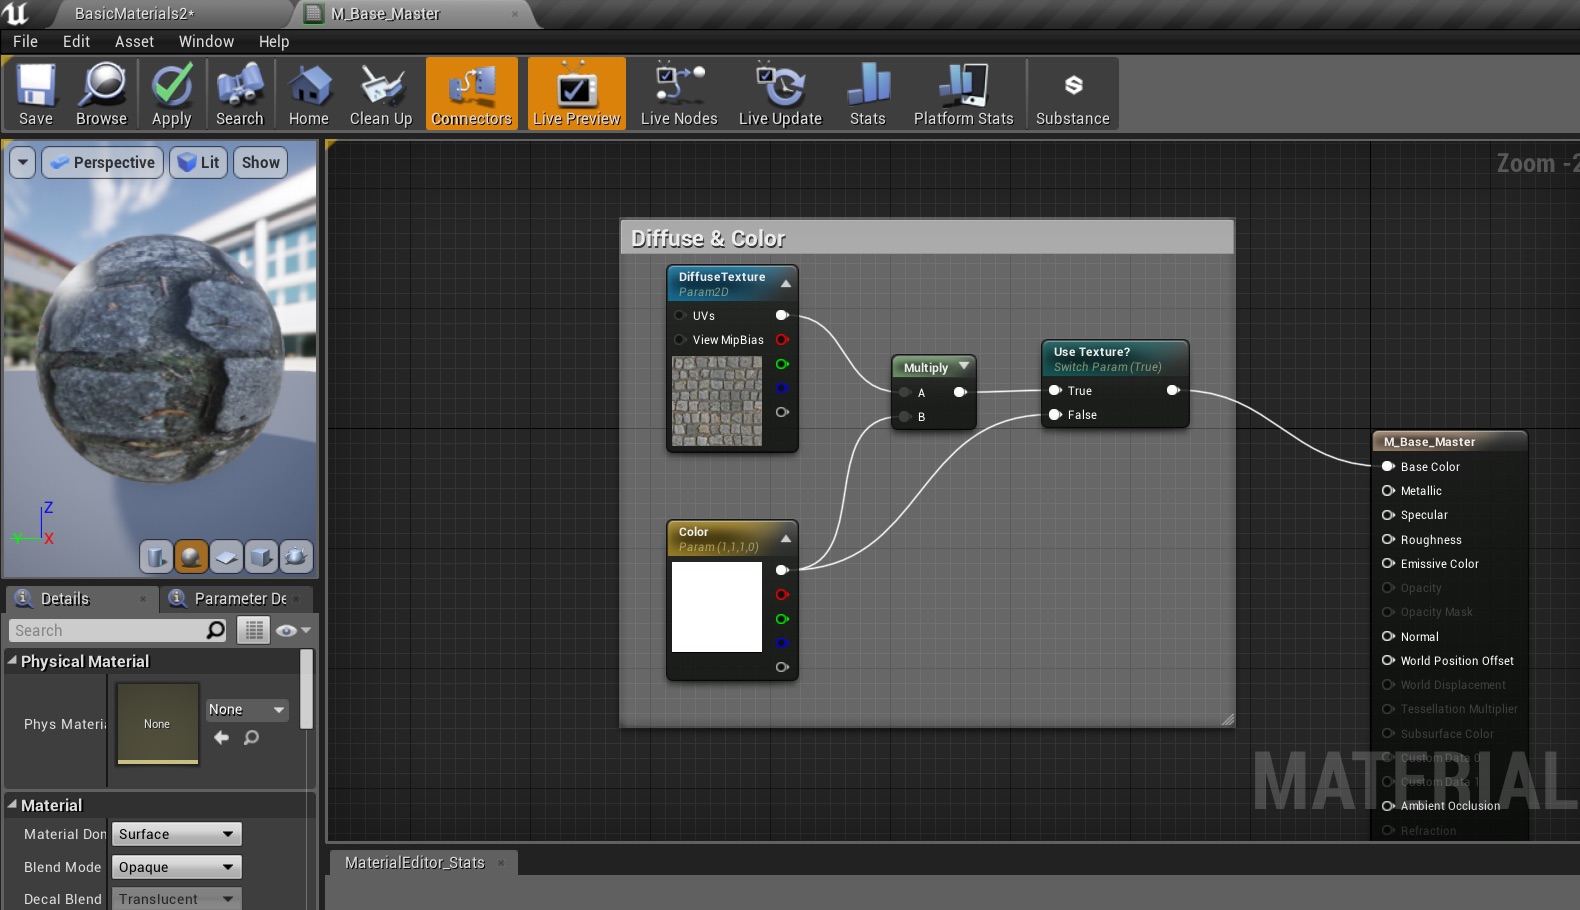 BasicMaterials2*
M_Base_Master
File Edit Asset Window Help
Save Browse Apply Search Home Clean Up Connectors Live Preview Live Nodes Live Update Stats Platform Stats Substance
Perspective Lit Show
Zoom -2
Diffuse & Color
DiffuseTexture
Param2D
UVs
View MipBias
Multiply
A
B
Use Texture?
Switch Param (True)
True
False
Color
Param (1,1,1,0)
M_Base_Master
Base Color
Metallic
Specular
Roughness
Emissive Color
Opacity
Opacity Mask
Normal
World Position Offset
World Displacement
Tessellation Multiplier
Subsurface Color
Custom Data 0
Custom Data 1
Ambient Occlusion
Refraction
MATERIAL
Z
Y X
Details Parameter De
Search
Physical Material
Phys Materia None None
Material
Material Don Surface
Blend Mode Opaque
Decal Blend Translucent
MaterialEditor_Stats